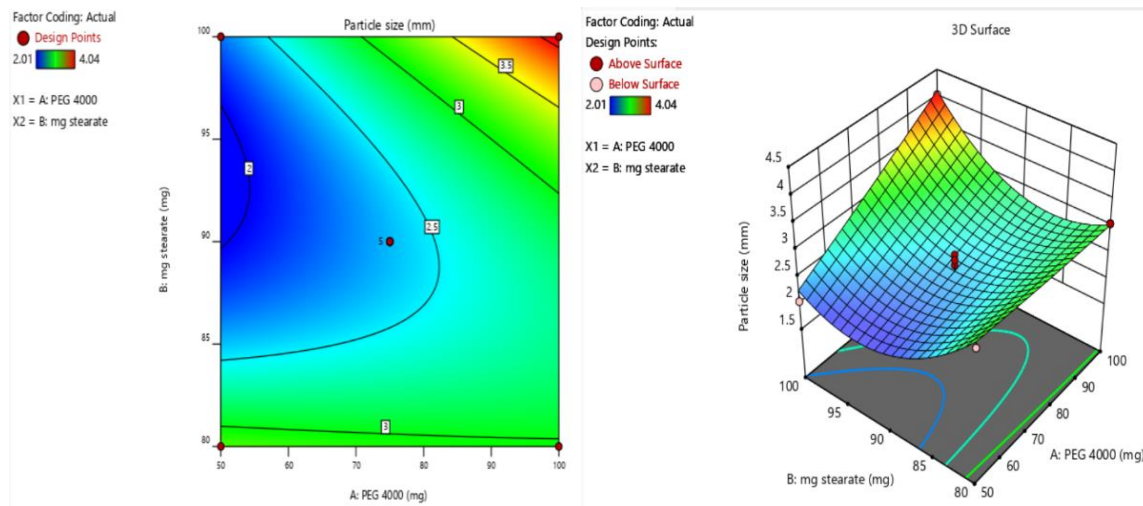 Factor Coding: Actual
Particle size (mm)
Design Points
2.01 4.04
X1 = A: PEG 4000
X2 = B: mg stearate
B: mg stearate (mg)
100
95
90
85
80
50 60 70 80 90 100
A: PEG 4000 (mg)
3.5
3
2
2.5
5
3
Factor Coding: Actual
3D Surface
Design Points:
Above Surface
Below Surface
2.01 4.04
X1 = A: PEG 4000
X2 = B: mg stearate
Particle size (mm)
4.5
4
3.5
3
2.5
2
1.5
100
95
90
85
80
B: mg stearate (mg)
50
60
70
80
90
100
A: PEG 4000 (mg)